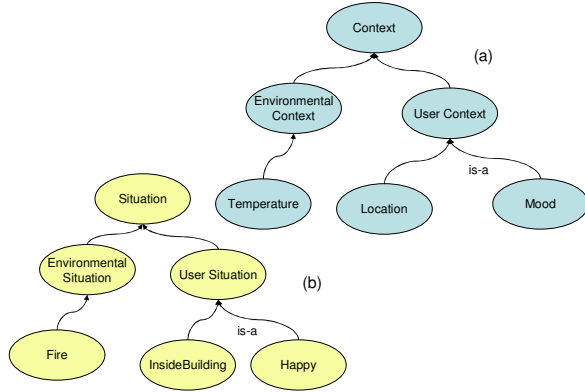 Context
(a)
Environmental
Context
User Context
is-a
Temperature
Location
Mood
Situation
Environmental
Situation
User Situation
(b)
is-a
Fire
InsideBuilding
Happy